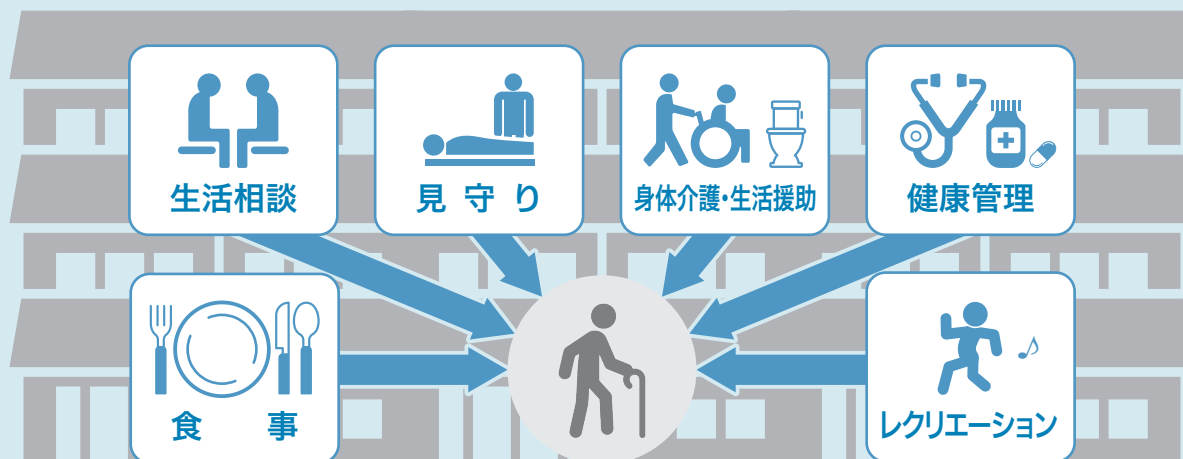 生活相談
見守り
身体介護・生活援助
健康管理
食事
レクリエーション